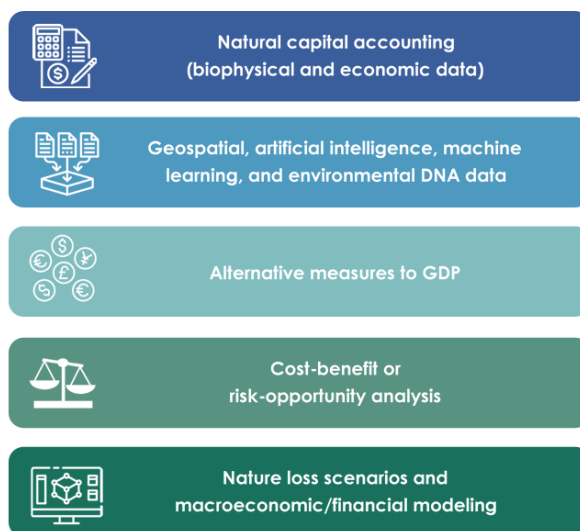 Natural capital accounting
(biophysical and economic data)
Geospatial, artificial intelligence, machine
learning, and environmental DNA data
Alternative measures to GDP
Cost-benefit or
risk-opportunity analysis
Nature loss scenarios and
macroeconomic/financial modeling